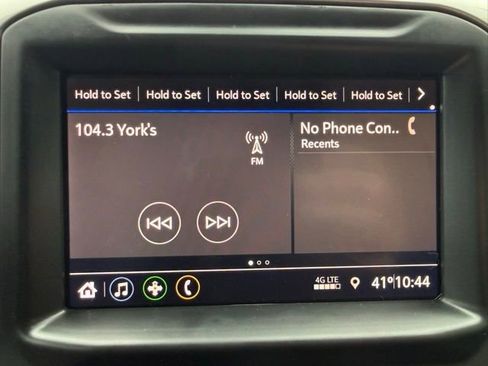 Hold to Set Hold to Set Hold to Set Hold to Set Hold to Set
104.3 York's
FM
No Phone Con..
Recents
4G LTE
41° 10:44